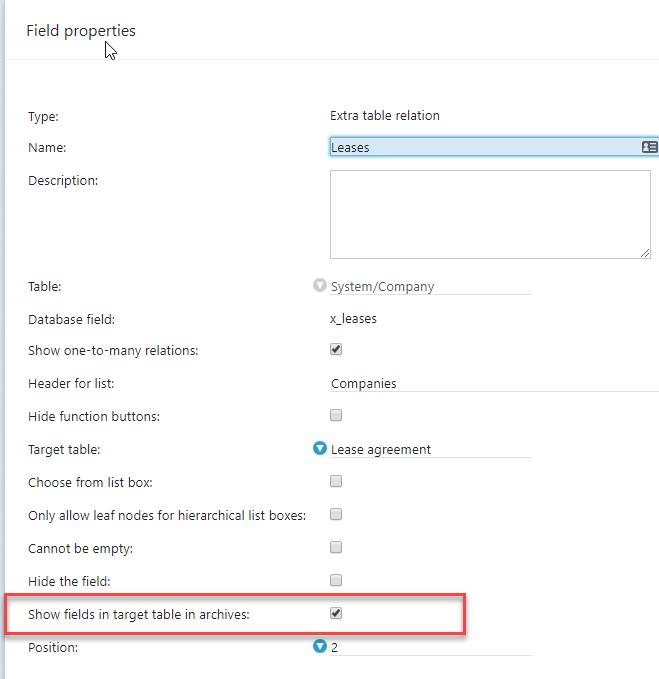 Field properties
Type: Extra table relation
Name: Leases
Description:
Table: System/Company
Database field: x_leases
Show one-to-many relations:
Header for list: Companies
Hide function buttons:
Target table: Lease agreement
Choose from list box:
Only allow leaf nodes for hierarchical list boxes:
Cannot be empty:
Hide the field:
Show fields in target table in archives:
Position: 2